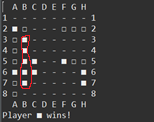 A B C D E F G H
1 - - - - - - - - 1
2 ■ □ - - - □ □ □ 2
3 □ ■ - - - - - - 3
4 □ ■ - - - - - - 4
5 □ ■ ■ - - □ ■ - 5
6 ■ ■ ■ - - - - ■ 6
7 ■ ■ - - - - - ■ 7
8 □ - - - - - - - 8
A B C D E F G H
Player ■ wins!